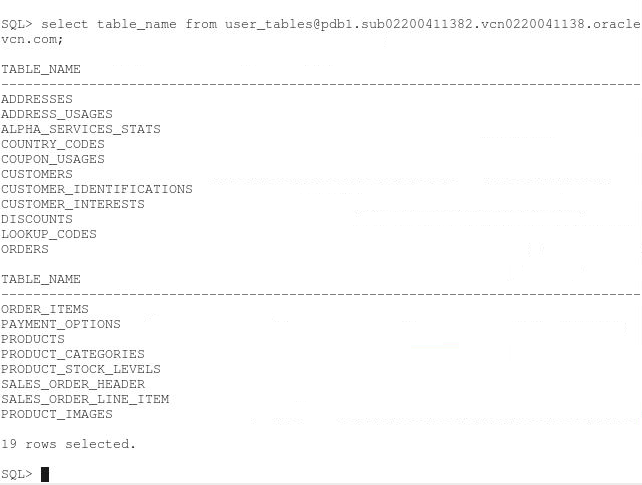 SQL> select table_name from user_tables@pdb1.sub02200411382.vcn0220041138.oracle
vcn.com;
TABLE_NAME
--------------------------------------------------------------------------------
ADDRESSES
ADDRESS_USAGES
ALPHA_SERVICES_STATS
COUNTRY_CODES
COUPON_USAGES
CUSTOMERS
CUSTOMER_IDENTIFICATIONS
CUSTOMER_INTERESTS
DISCOUNTS
LOOKUP_CODES
ORDERS
TABLE_NAME
--------------------------------------------------------------------------------
ORDER_ITEMS
PAYMENT_OPTIONS
PRODUCTS
PRODUCT_CATEGORIES
PRODUCT_STOCK_LEVELS
SALES_ORDER_HEADER
SALES_ORDER_LINE_ITEM
PRODUCT_IMAGES
19 rows selected.
SQL>